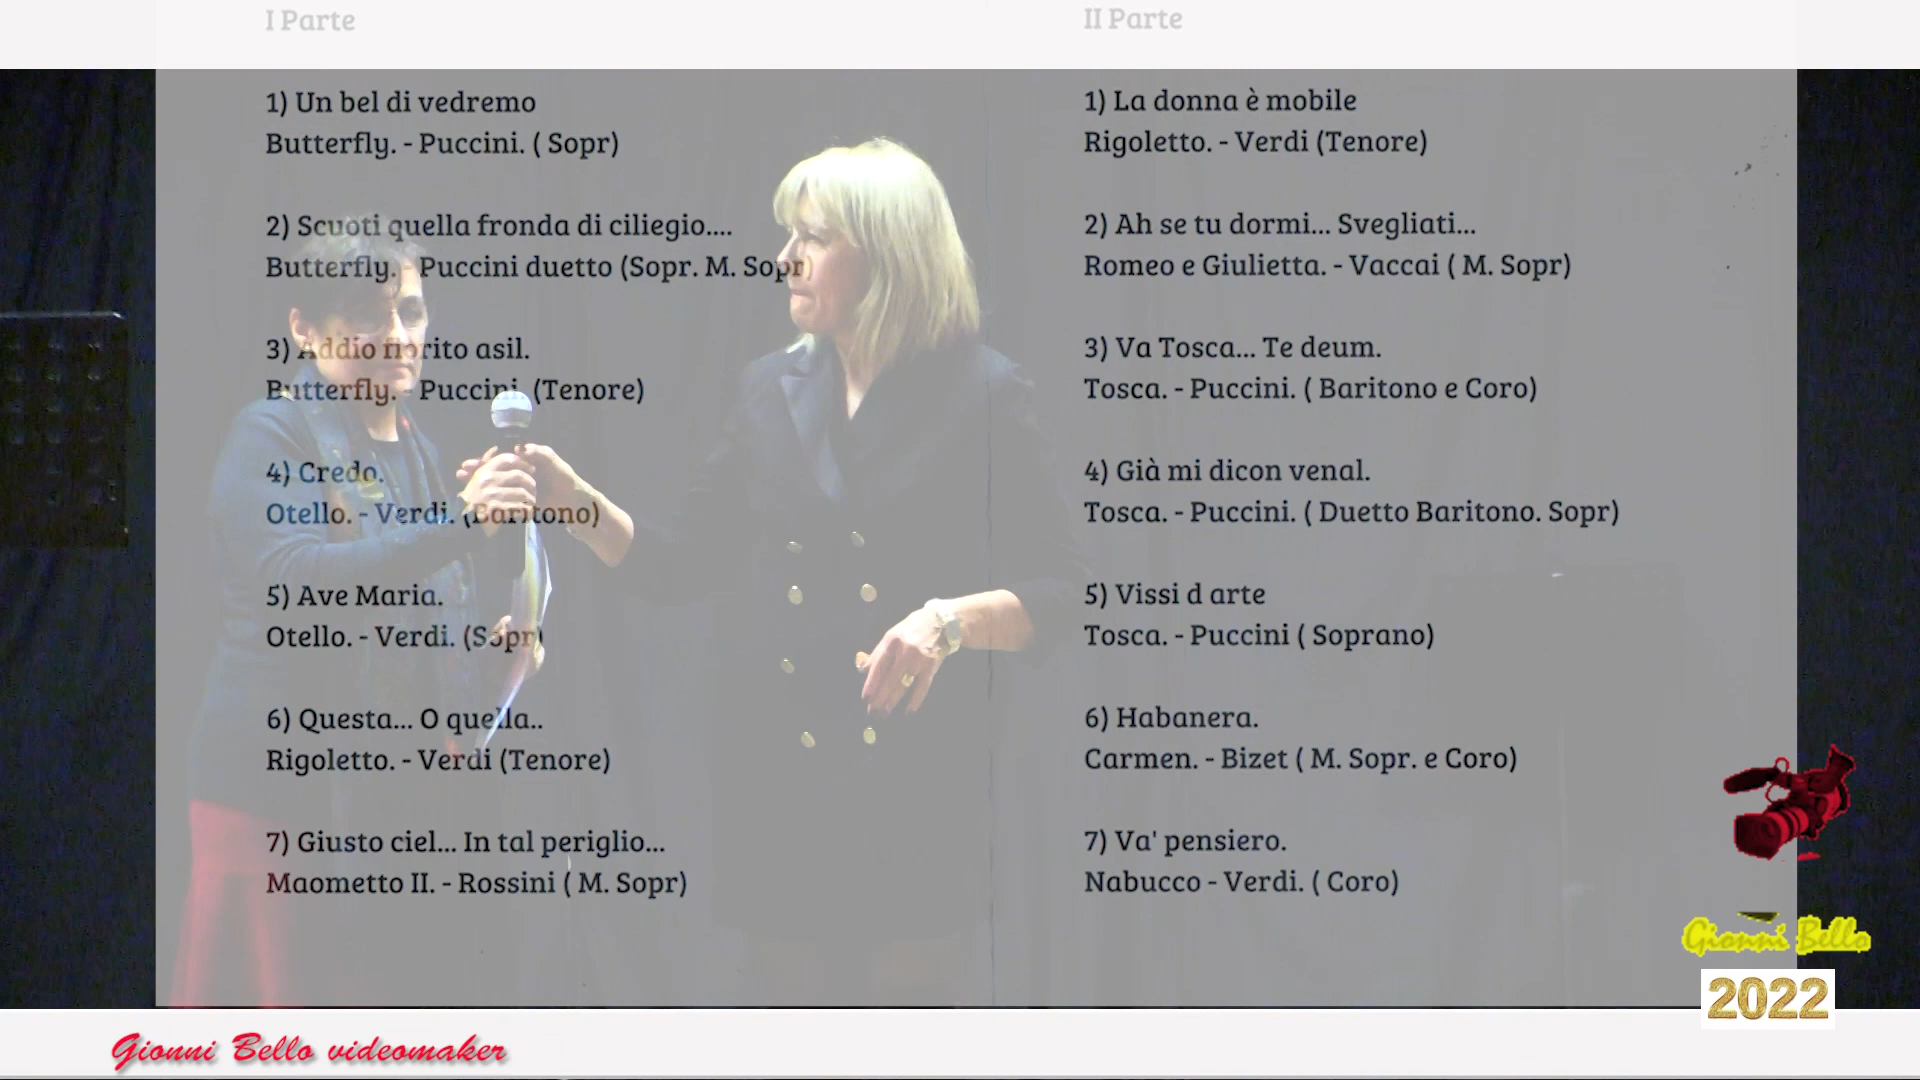 I Parte
1) Un bel di vedremo
Butterfly. - Puccini. ( Sopr)
2) Scuoti quella fronda di ciliegio....
Butterfly. - Puccini duetto (Sopr. M. Sopr)
3) Addio fiorito asil.
Butterfly. - Puccini. (Tenore)
4) Credo.
Otello. - Verdi. (Baritono)
5) Ave Maria.
Otello. - Verdi. (Sopr)
6) Questa... O quella..
Rigoletto. - Verdi (Tenore)
7) Giusto ciel... In tal periglio...
Maometto II. - Rossini ( M. Sopr)
II Parte
1) La donna è mobile
Rigoletto. - Verdi (Tenore)
2) Ah se tu dormi... Svegliati...
Romeo e Giulietta. - Vaccai ( M. Sopr)
3) Va Tosca... Te deum.
Tosca. - Puccini. ( Baritono e Coro)
4) Già mi dicon venal.
Tosca. - Puccini. ( Duetto Baritono. Sopr)
5) Vissi d arte
Tosca. - Puccini ( Soprano)
6) Habanera.
Carmen. - Bizet ( M. Sopr. e Coro)
7) Va' pensiero.
Nabucco - Verdi. ( Coro)
Gionni Bello
2022
Gionni Bello videomaker